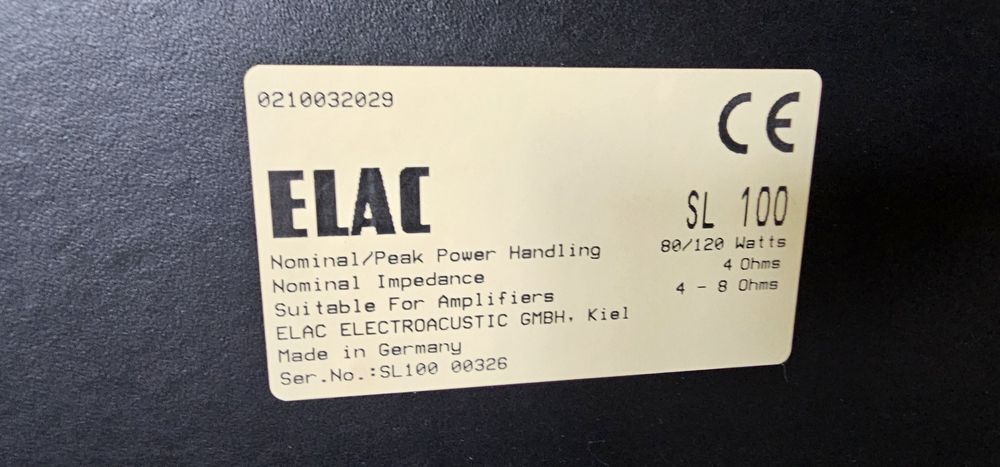 0210032029
CE
ELAC
SL 100
Nominal/Peak Power Handling 80/120 Watts
Nominal Impedance 4 Ohms
Suitable For Amplifiers 4 - 8 Ohms
ELAC ELECTROACUSTIC GMBH, Kiel
Made in Germany
Ser.No.:SL100 00326